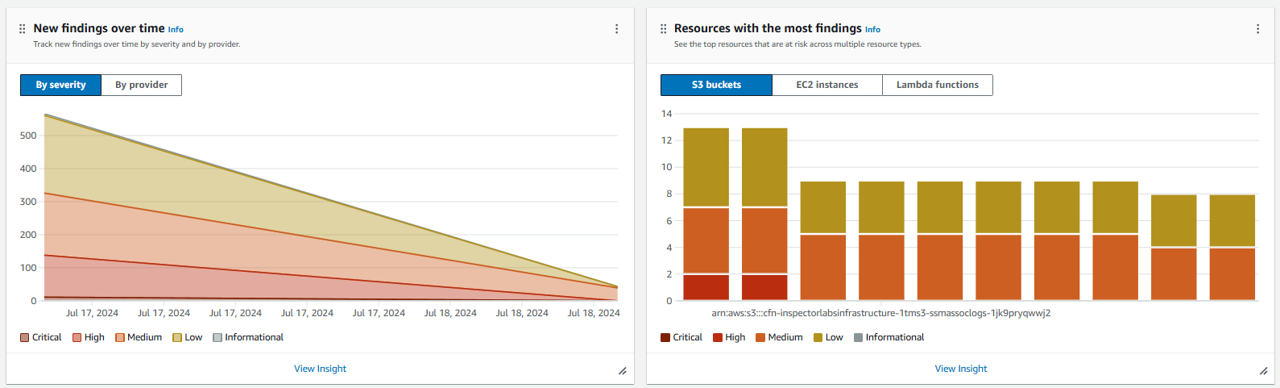 New findings over time Info
Track new findings over time by severity and by provider.
By severity By provider
500
400
300
200
100
0
Jul 17, 2024 Jul 17, 2024 Jul 17, 2024 Jul 17, 2024 Jul 17, 2024 Jul 18, 2024 Jul 18, 2024 Jul 18, 2024
Critical High Medium Low Informational
View Insight
Resources with the most findings Info
See the top resources that are at risk across multiple resource types.
S3 buckets EC2 instances Lambda functions
14
12
10
8
6
4
2
0
arn:aws:s3:::cfn-inspectorlabsinfrastructure-1tms3-ssmassoclogs-1jk9pryqwwj2
Critical High Medium Low Informational
View Insight